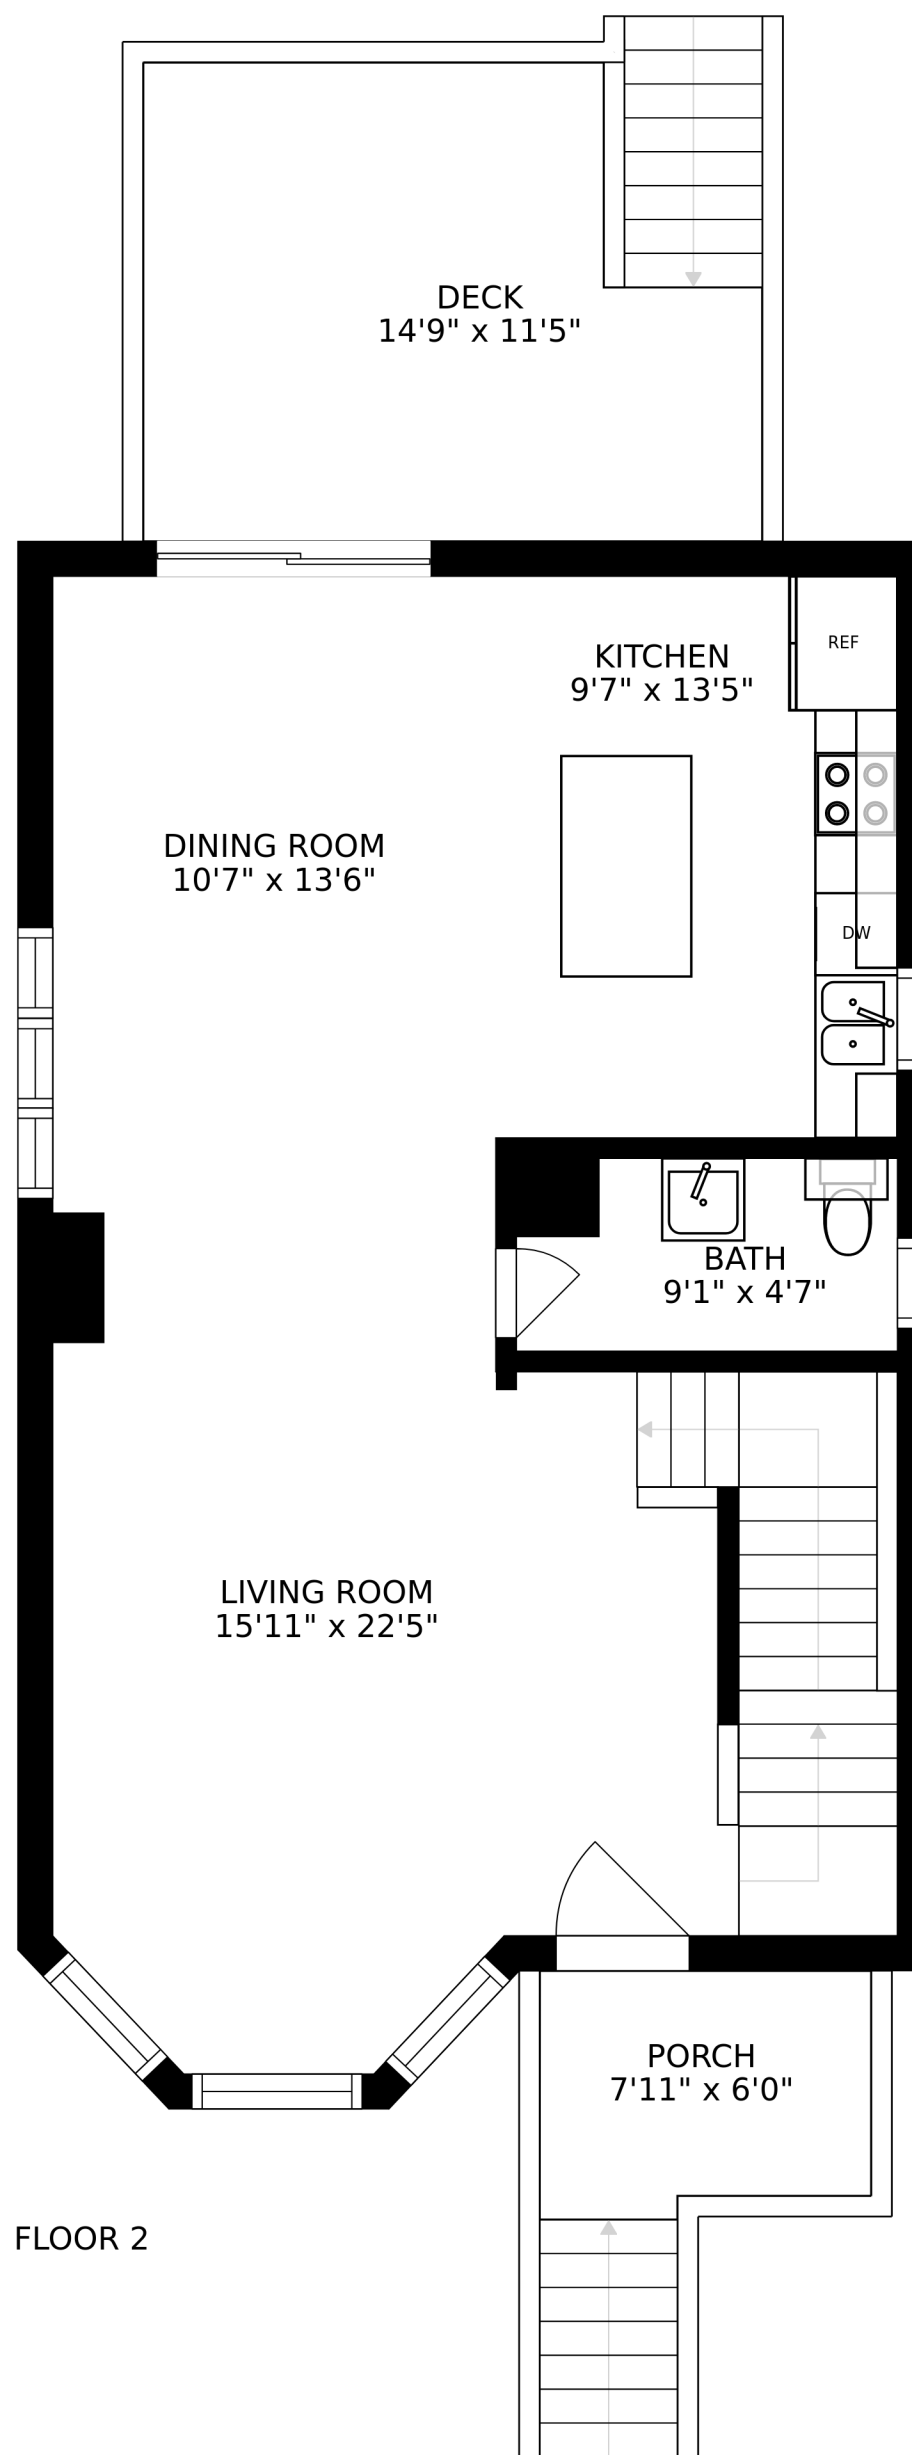 DECK
14'9" x 11'5"
KITCHEN
9'7" x 13'5"
REF
DINING ROOM
10'7" x 13'6"
DW
BATH
9'1" x 4'7"
LIVING ROOM
15'11" x 22'5"
PORCH
7'11" x 6'0"
FLOOR 2